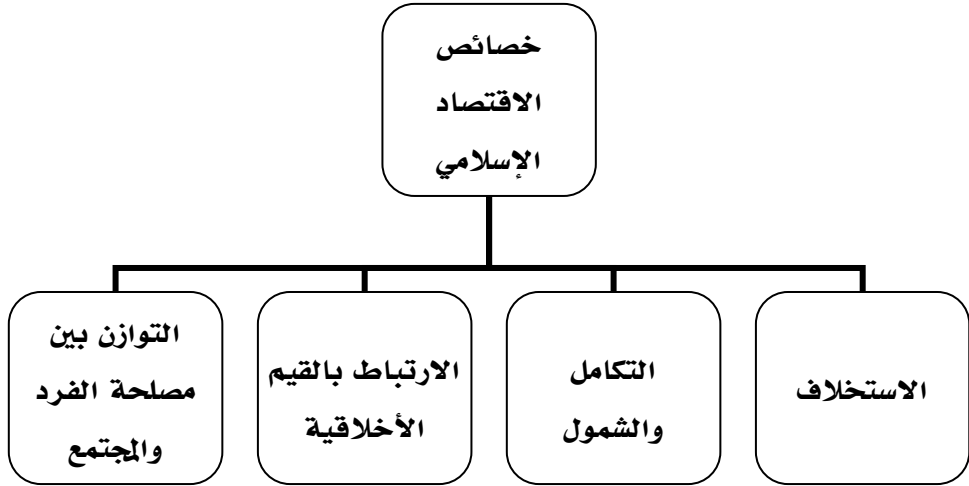 خصائص
الاقتصاد
الإسلامي
الاستخلاف
التكامل
والشمول
الارتباط بالقيم
الأخلاقية
التوازن بين
مصلحة الفرد
والمجتمع